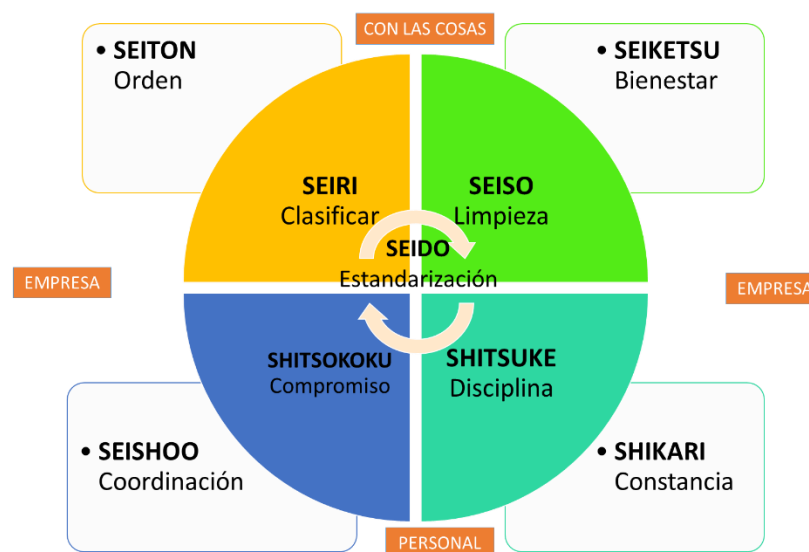 CON LAS COSAS
• SEITON
Orden
• SEIKETSU
Bienestar
SEIRI
Clasificar
SEISO
Limpieza
SEIDO
Estandarización
EMPRESA
EMPRESA
SHITSOKOKU
Compromiso
SHITSUKE
Disciplina
• SEISHOO
Coordinación
• SHIKARI
Constancia
PERSONAL